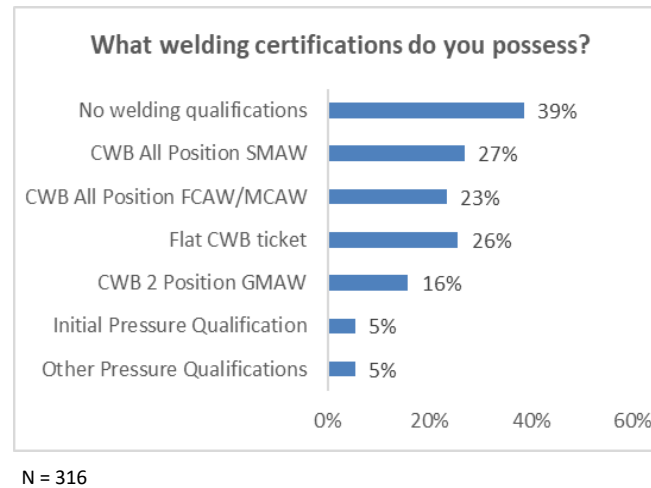 What welding certifications do you possess?
No welding qualifications 39%
CWB All Position SMAW 27%
CWB All Position FCAW/MCAW 23%
Flat CWB ticket 26%
CWB 2 Position GMAW 16%
Initial Pressure Qualification 5%
Other Pressure Qualifications 5%
0% 20% 40% 60%
N = 316